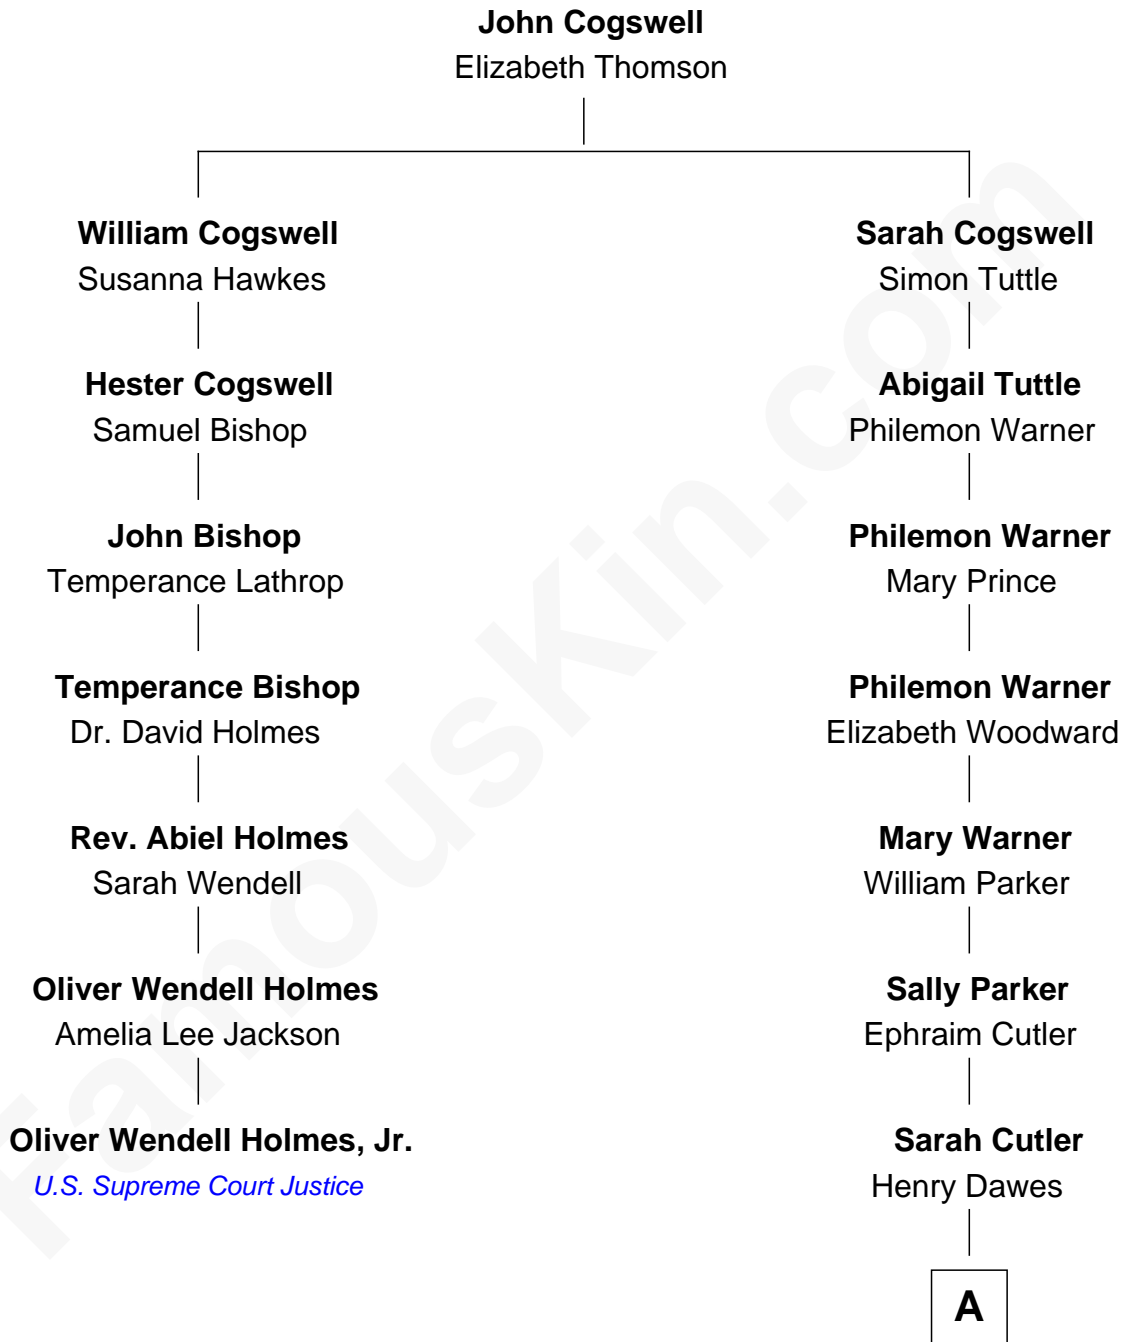 John Cogswell
Elizabeth Thomson
William Cogswell
Susanna Hawkes
Sarah Cogswell
Simon Tuttle
Hester Cogswell
Samuel Bishop
Abigail Tuttle
Philemon Warner
John Bishop
Temperance Lathrop
Philemon Warner
Mary Prince
Temperance Bishop
Dr. David Holmes
Philemon Warner
Elizabeth Woodward
Rev. Abiel Holmes
Sarah Wendell
Mary Warner
William Parker
Oliver Wendell Holmes
Amelia Lee Jackson
Sally Parker
Ephraim Cutler
Oliver Wendell Holmes, Jr.
U.S. Supreme Court Justice
Sarah Cutler
Henry Dawes
A
FamousKin.com